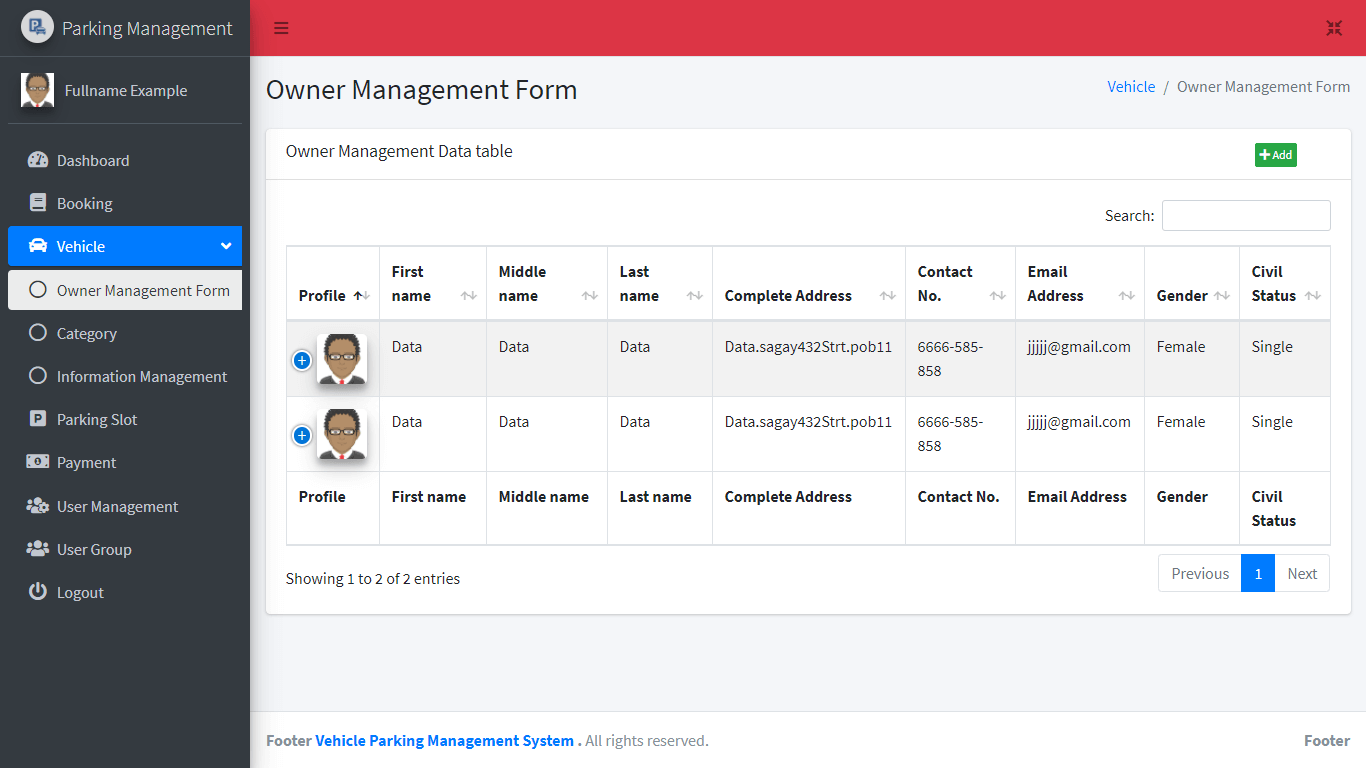 Parking Management
Fullname Example
Dashboard
Booking
Vehicle
Owner Management Form
Category
Information Management
Parking Slot
Payment
User Management
User Group
Logout
Owner Management Form
Vehicle / Owner Management Form
Owner Management Data table
Add
Search:
Profile First name Middle name Last name Complete Address Contact No. Email Address Gender Civil Status
Data Data Data Data.sagay432Strt.pob11 6666-585-858 jjjjj@gmail.com Female Single
Data Data Data Data.sagay432Strt.pob11 6666-585-858 jjjjj@gmail.com Female Single
Profile First name Middle name Last name Complete Address Contact No. Email Address Gender Civil Status
Showing 1 to 2 of 2 entries
Previous 1 Next
Footer Vehicle Parking Management System . All rights reserved.
Footer